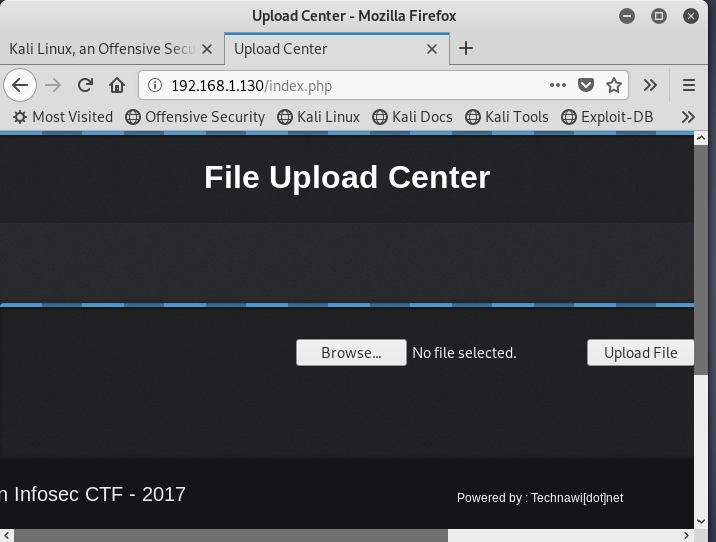 Upload Center - Mozilla Firefox
Kali Linux, an Offensive Secu
Upload Center
192.168.1.130/index.php
Most Visited Offensive Security Kali Linux Kali Docs Kali Tools Exploit-DB
File Upload Center
Browse... No file selected. Upload File
n Infosec CTF - 2017
Powered by : Technawi[dot]net